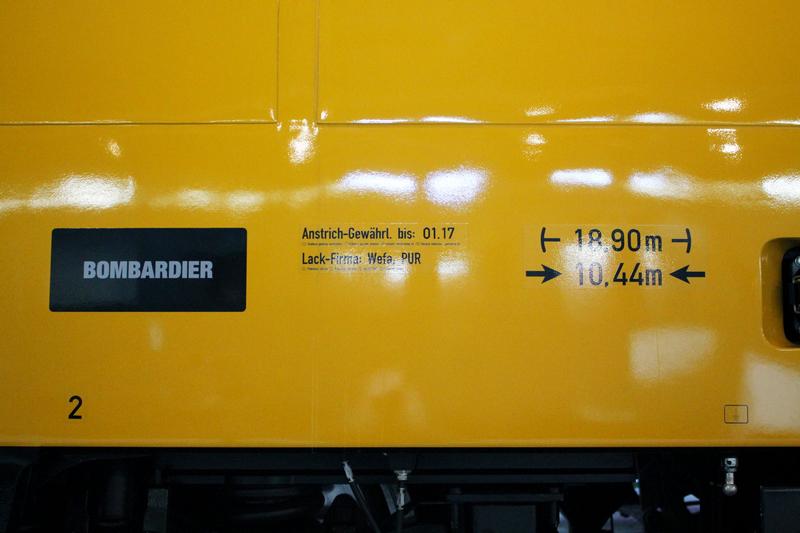 BOMBARDIER
Anstrich-Gewährl. bis: 01.17
Lack-Firma: Wefa, PUR
18,90m
10,44m
2